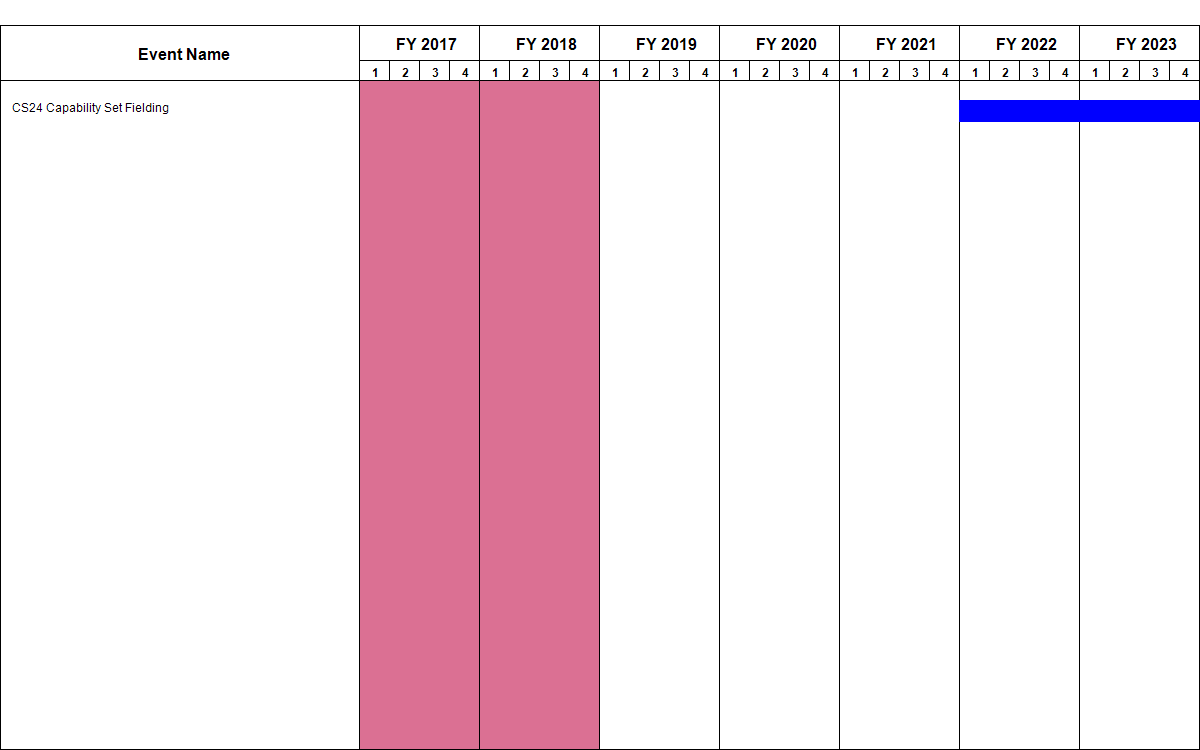 Event Name
FY 2017 FY 2018 FY 2019 FY 2020 FY 2021 FY 2022 FY 2023
1 2 3 4 1 2 3 4 1 2 3 4 1 2 3 4 1 2 3 4 1 2 3 4 1 2 3 4
CS24 Capability Set Fielding